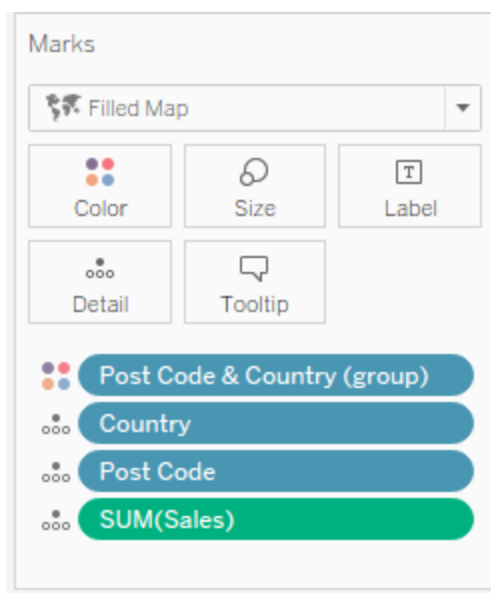 Marks
Filled Map
Color Size Label
Detail Tooltip
Post Code & Country (group)
Country
Post Code
SUM(Sales)